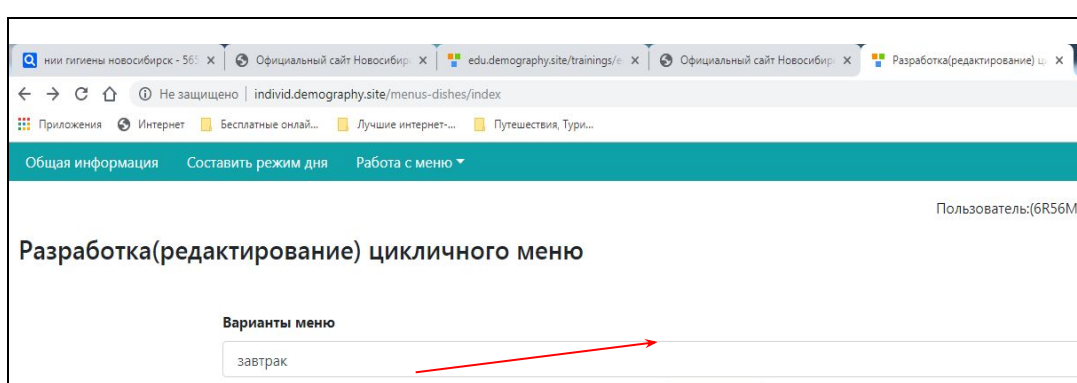 нии гигиены новосибирск - 565 Официальный сайт Новосибир edu.demography.site/trainings/e Официальный сайт Новосибир Разработка(редактирование) ц
Не защищено | individ.demography.site/menus-dishes/index
Приложения Интернет Бесплатные онлай... Лучшие интернет-... Путешествия, Тури...
Общая информация Составить режим дня Работа с меню
Пользователь:(6R56M
Разработка(редактирование) цикличного меню
Варианты меню
завтрак